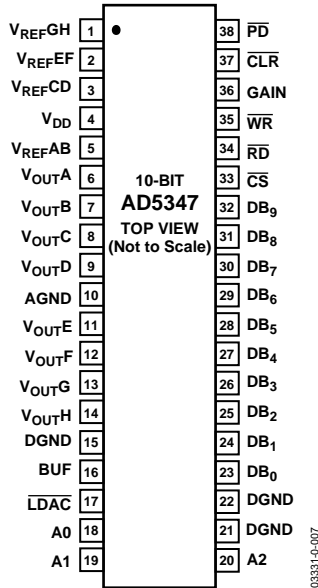 VREFGH 1
VREFEF 2
VREFCD 3
VDD 4
VREFAB 5
VOUTA 6
VOUTB 7
VOUTC 8
VOUTD 9
AGND 10
VOUTE 11
VOUTF 12
VOUTG 13
VOUTH 14
DGND 15
BUF 16
LDAC 17
A0 18
A1 19
10-BIT
AD5347
TOP VIEW
(Not to Scale)
38 PD
37 CLR
36 GAIN
35 WR
34 RD
33 CS
32 DB9
31 DB8
30 DB7
29 DB6
28 DB5
27 DB4
26 DB3
25 DB2
24 DB1
23 DB0
22 DGND
21 DGND
20 A2
03331-0-007